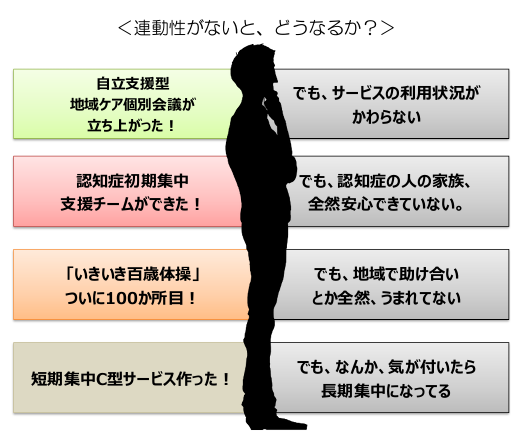 ＜連動性がないと、どうなるか？＞
自立支援型
地域ケア個別会議が
立ち上がった！
でも、サービスの利用状況が
かわらない
認知症初期集中
支援チームができた！
でも、認知症の人の家族、
全然安心できていない。
「いきいき百歳体操」
ついに100か所目！
でも、地域で助け合い
とか全然、うまれてない
短期集中C型サービス作った！
でも、なんか、気が付いたら
長期集中になってる